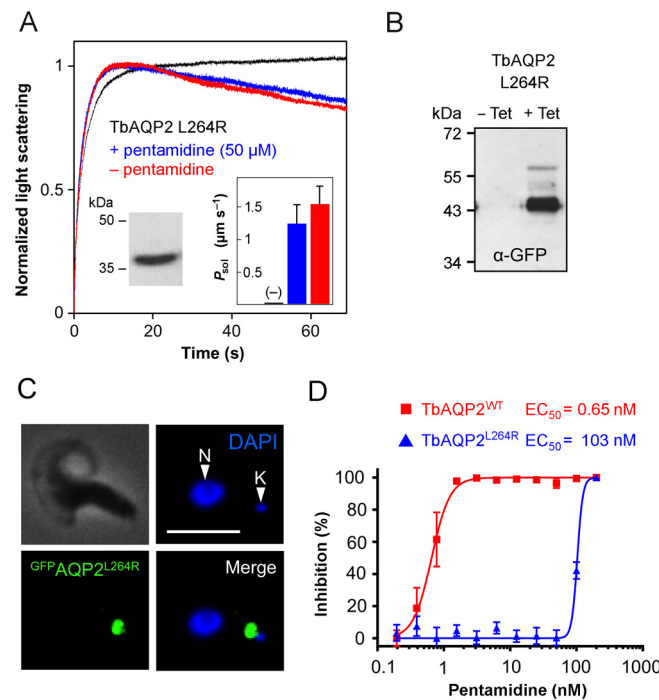 A
Normalized light scattering
1
0.5
0
TbAQP2 L264R
+ pentamidine (50 µM)
– pentamidine
kDa
50
35
P sol (µm s⁻¹)
1.5
1
0.5
(–)
0
20
40
60
Time (s)
B
TbAQP2
L264R
kDa
– Tet + Tet
72
55
43
34
α-GFP
C
DAPI
N
K
GFPAQP2L264R
Merge
D
TbAQP2WT EC50 = 0.65 nM
TbAQP2L264R EC50 = 103 nM
Inhibition (%)
100
80
60
40
20
0
0.1
1
10
100
1000
Pentamidine (nM)